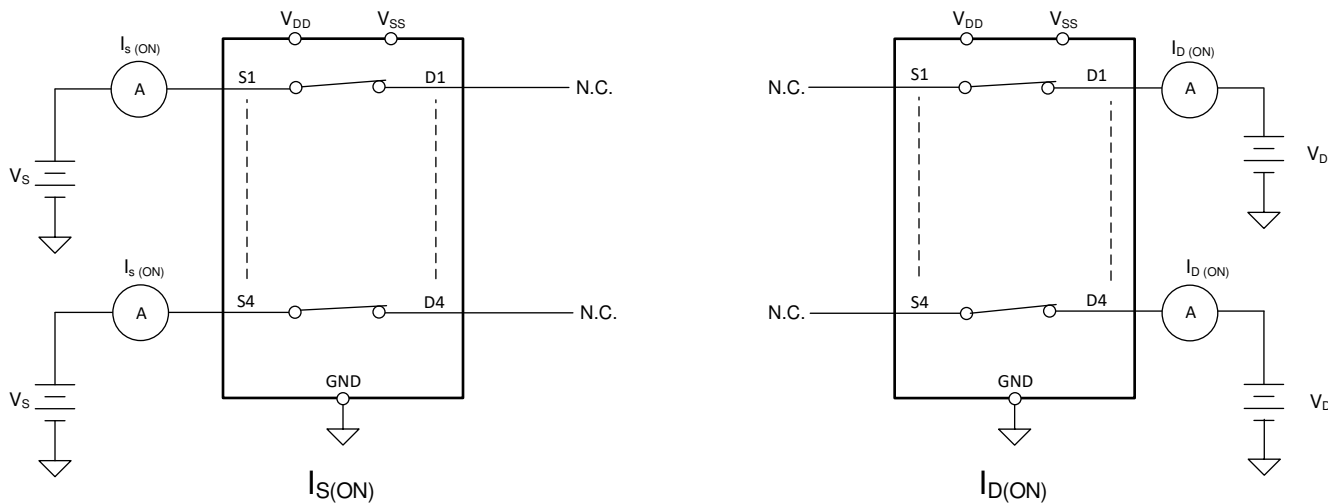 VDD VSS
Is (ON)
A
S1 D1
N.C.
VS
Is (ON)
A
S4 D4
N.C.
VS
GND
IS(ON)
VDD VSS
ID (ON)
N.C.
S1 D1
A
VD
ID (ON)
N.C.
S4 D4
A
GND
VD
ID(ON)